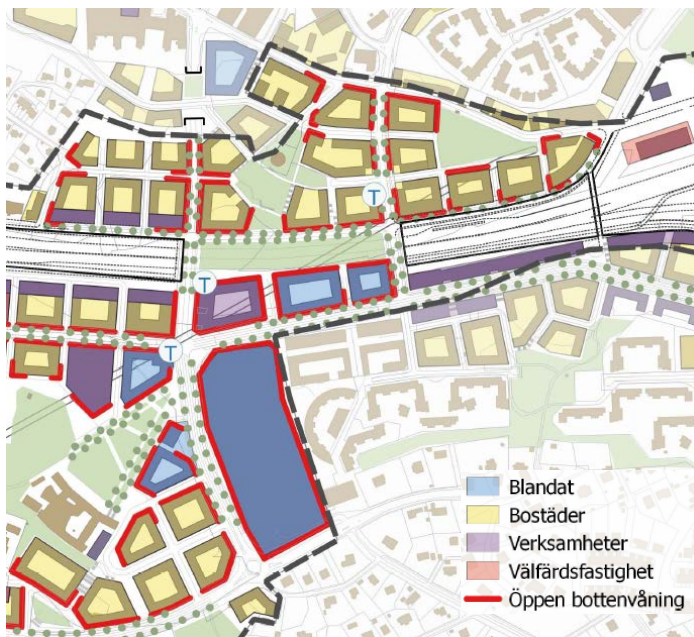 T
T
T
Blandat
Bostäder
Verksamheter
Välfärdsfastighet
Öppen bottenvåning